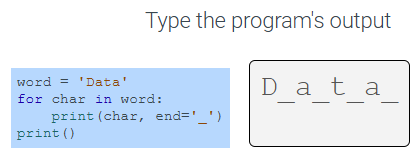 Type the program's output
word = 'Data'
for char in word:
    print(char, end='_')
print()
D_a_t_a_